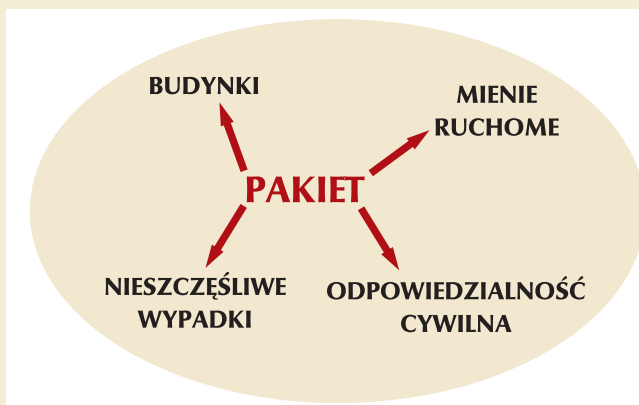 BUDYNKI
MIENIE
RUCHOME
PAKIET
NIESZCZĘŚLIWE
WYPADKI
ODPOWIEDZIALNOŚĆ
CYWILNA